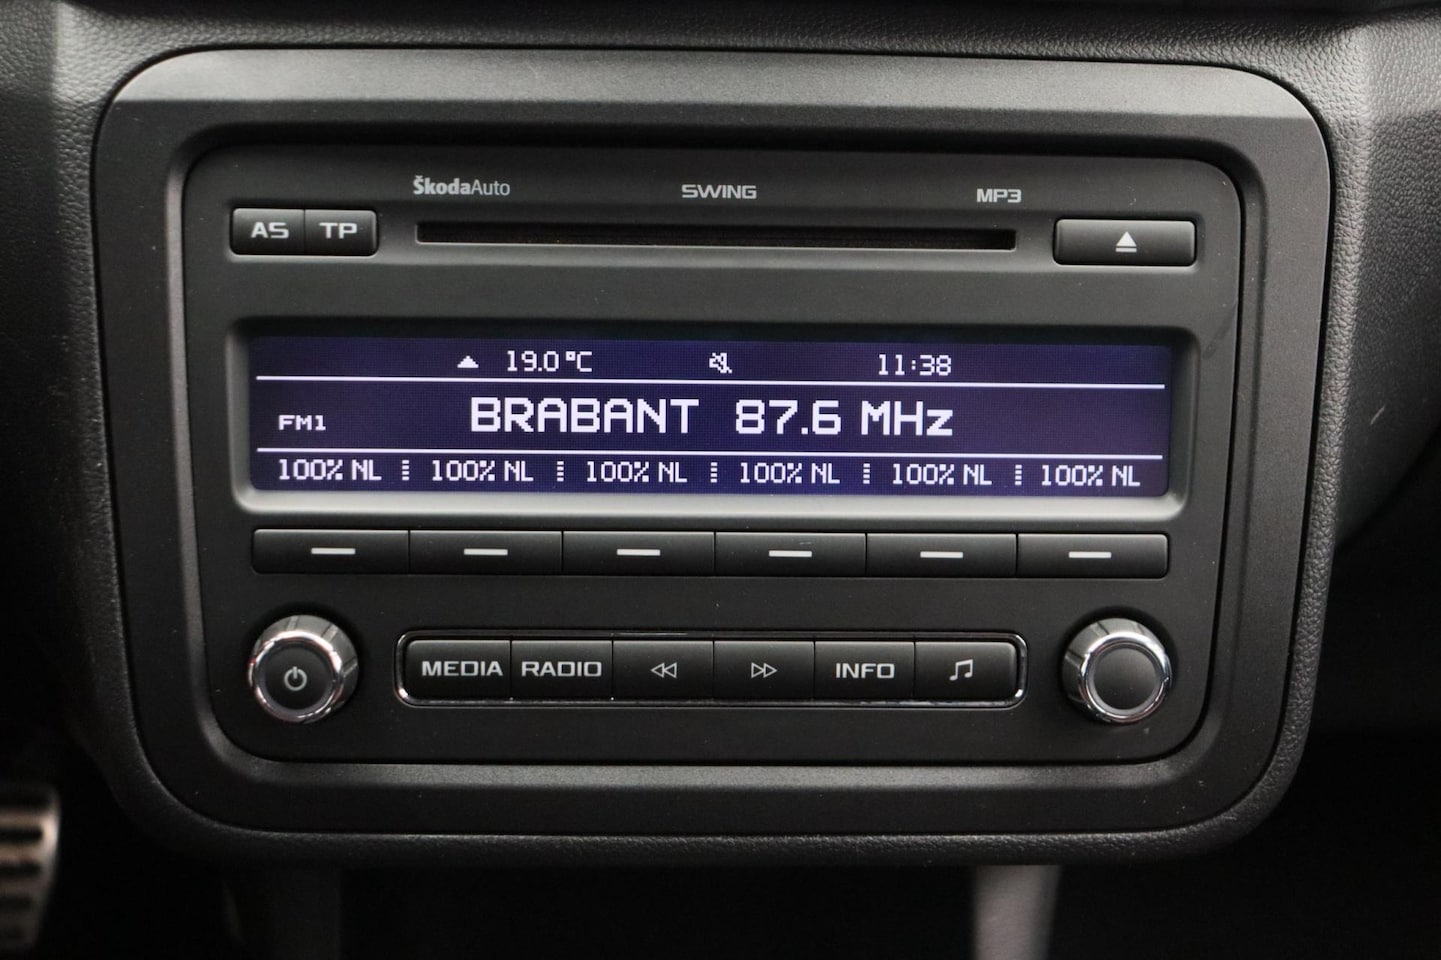 ŠkodaAuto SWING MP3
AS TP
19.0°C 11:38
FM1 BRABANT 87.6 MHz
100% NL 100% NL 100% NL 100% NL 100% NL 100% NL
MEDIA RADIO INFO